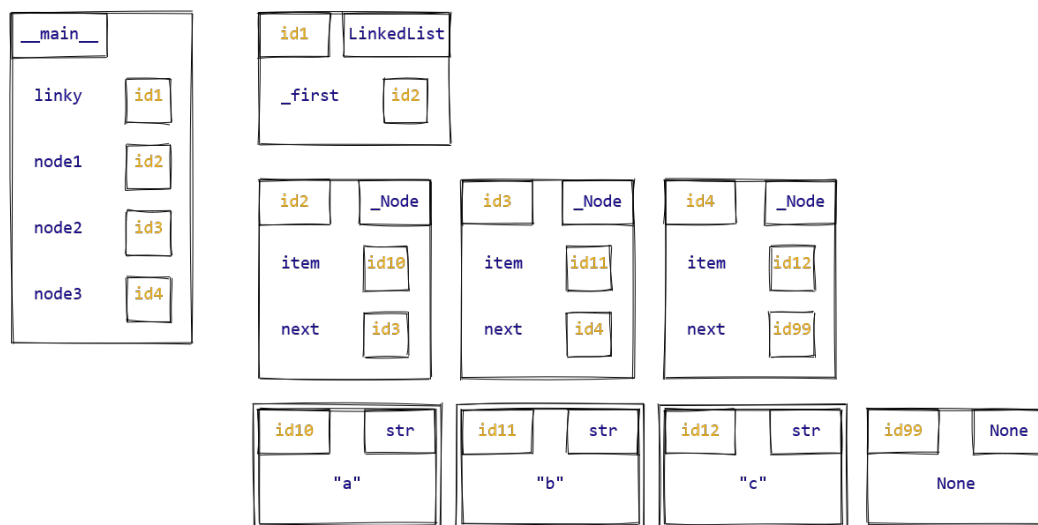 __main__
linky id1
node1 id2
node2 id3
node3 id4
id1 LinkedList
_first id2
id2 _Node
item id10
next id3
id3 _Node
item id11
next id4
id4 _Node
item id12
next id99
id10 str
"a"
id11 str
"b"
id12 str
"c"
id99 None
None